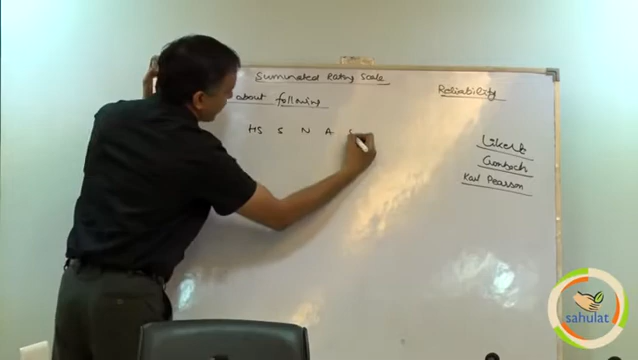 Summated Rating Scale
about following
HS S N A S
Reliability
Likert
Cronbach
Karl Pearson
sahulat